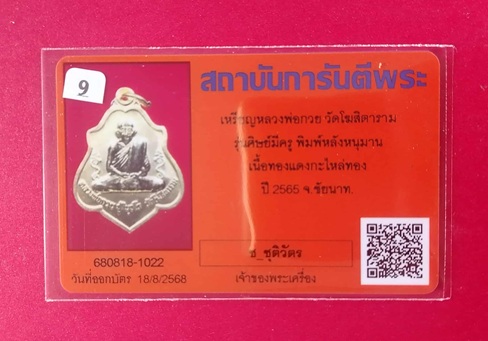 9
สถาบันการันตีพระ
เหรียญหลวงพ่อกวย วัดโฆสิตาราม
รุ่นศิษย์มีครู พิมพ์หลังหนุมาน
เนื้อทองแดงกะไหล่ทอง
ปี 2565 จ.ชัยนาท.
ช_ชุติวัตร
เจ้าของพระเครื่อง
680818-1022
วันที่ออกบัตร 18/8/2568